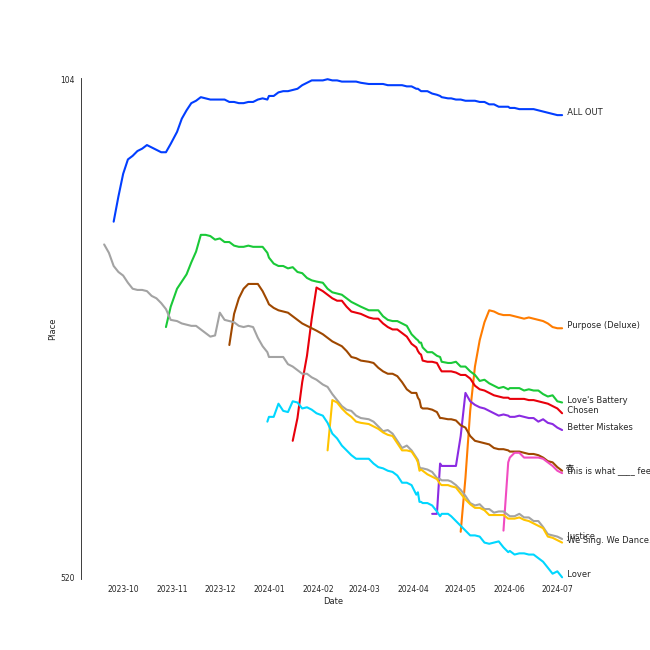 104
ALL OUT
Purpose (Deluxe)
Place
Love's Battery
Chosen
Better Mistakes
this is what ____ fee
Justice
We Sing. We Dance
Lover
520
2023-10
2023-11
2023-12
2024-01
2024-02
2024-03
2024-04
2024-05
2024-06
2024-07
Date